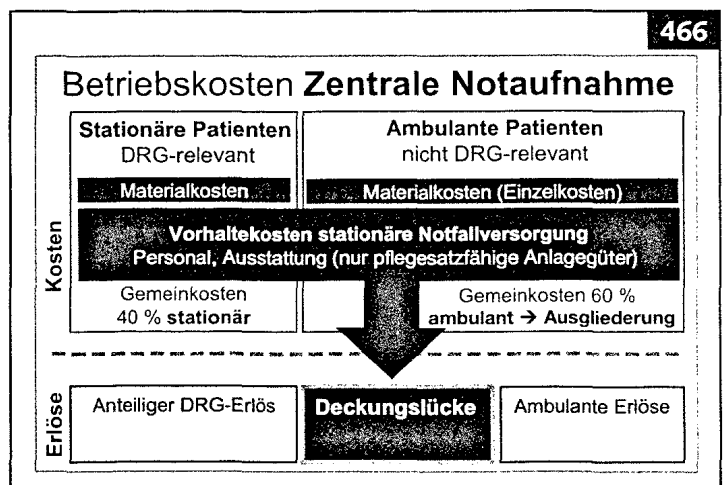 466
Betriebskosten Zentrale Notaufnahme
Stationäre Patienten
DRG-relevant
Ambulante Patienten
nicht DRG-relevant
Materialkosten
Materialkosten (Einzelkosten)
Kosten
Vorhaltekosten stationäre Notfallversorgung
Personal, Ausstattung (nur pflegesatzfähige Anlagegüter)
Gemeinkosten
40 % stationär
Gemeinkosten 60 %
ambulant → Ausgliederung
Erlöse
Anteiliger DRG-Erlös
Deckungslücke
Ambulante Erlöse